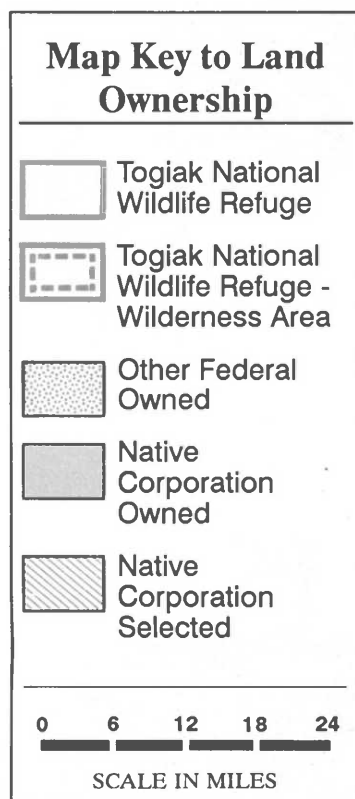 Map Key to Land
Ownership
Togiak National
Wildlife Refuge
Togiak National
Wildlife Refuge -
Wilderness Area
Other Federal
Owned
Native
Corporation
Owned
Native
Corporation
Selected
0 6 12 18 24
SCALE IN MILES